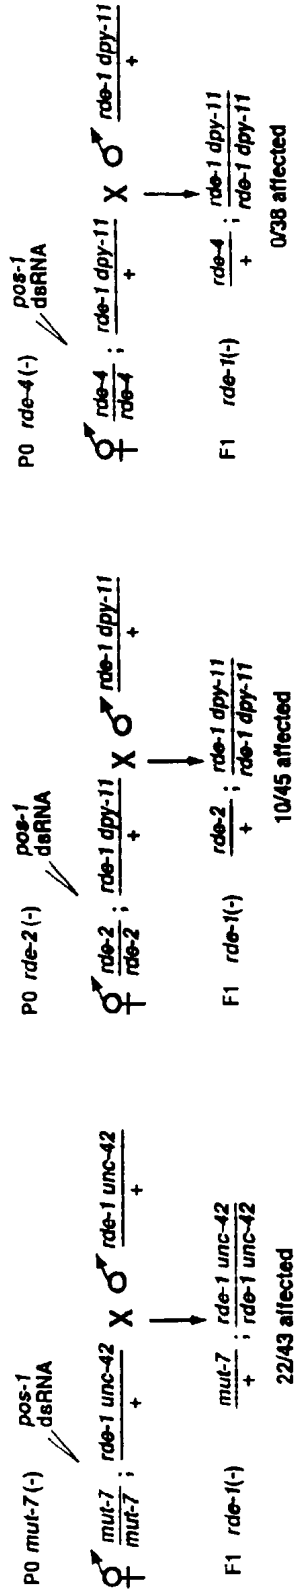 P0 mut-7(-)
pos-1
dsRNA
mut-7
mut-7
;
rde-1 unc-42
+
X
rde-1 unc-42
+
F1 rde-1(-)
mut-7
+
;
rde-1 unc-42
rde-1 unc-42
22/43 affected
P0 rde-2(-)
pos-1
dsRNA
rde-2
rde-2
;
rde-1 dpy-11
+
X
rde-1 dpy-11
+
F1 rde-1(-)
rde-2
+
;
rde-1 dpy-11
rde-1 dpy-11
10/45 affected
P0 rde-4(-)
pos-1
dsRNA
rde-4
rde-4
;
rde-1 dpy-11
+
X
rde-1 dpy-11
+
F1 rde-1(-)
rde-4
+
;
rde-1 dpy-11
rde-1 dpy-11
0/38 affected